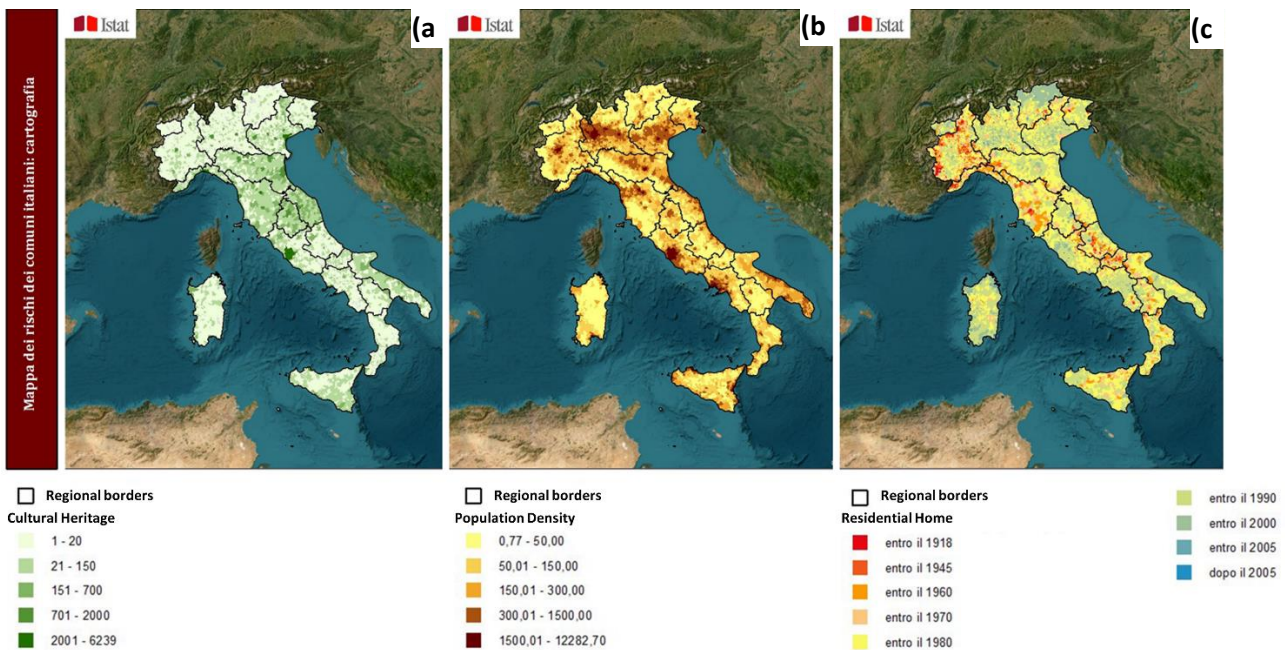 Mappa dei rischi dei comuni italiani: cartografia
Istat
(a
Istat
(b
Istat
(c
Regional borders
Cultural Heritage
1 - 20
21 - 150
151 - 700
701 - 2000
2001 - 6239
Regional borders
Population Density
0,77 - 50,00
50,01 - 150,00
150,01 - 300,00
300,01 - 1500,00
1500,01 - 12282,70
Regional borders
Residential Home
entro il 1918
entro il 1945
entro il 1960
entro il 1970
entro il 1980
entro il 1990
entro il 2000
entro il 2005
dopo il 2005